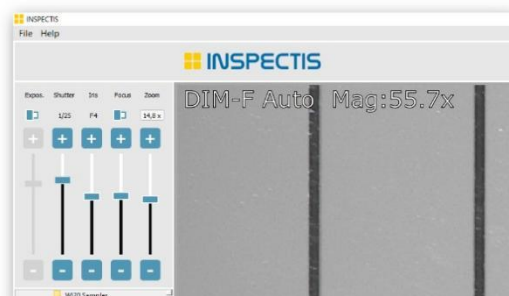 INSPECTIS
File Help
INSPECTIS
Expos. Shutter Iris Focus Zoom
1/25 F4 14,8 x
DIM-F Auto Mag:55.7x
Samples